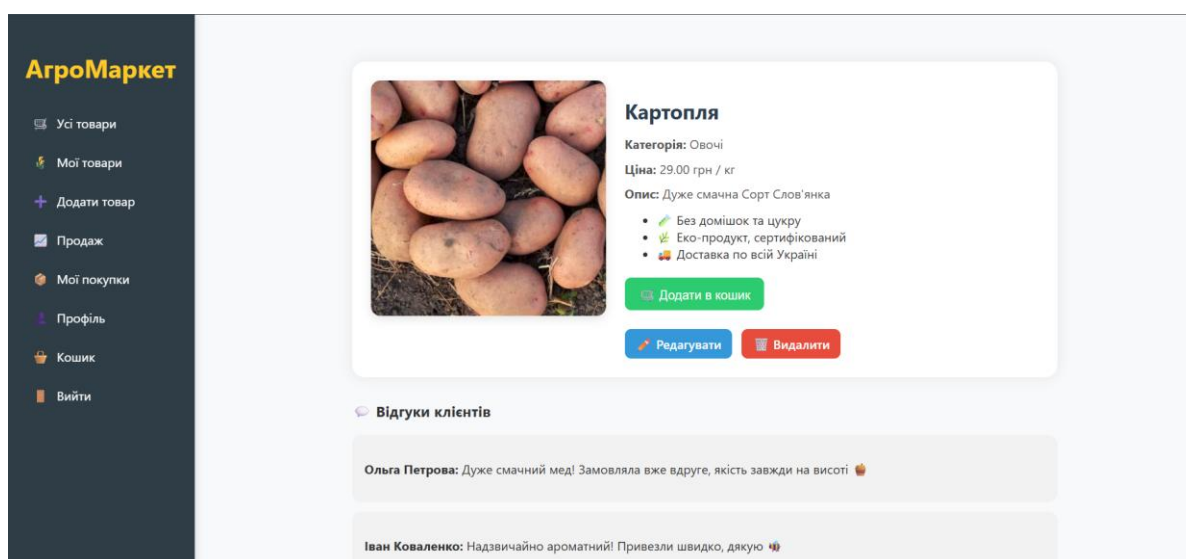 АгроМаркет
Усі товари
Мої товари
Додати товар
Продаж
Мої покупки
Профіль
Кошик
Вийти
Картопля
Категорія: Овочі
Ціна: 29.00 грн / кг
Опис: Дуже смачна Сорт Слов'янка
Без домішок та цукру
Еко-продукт, сертифікований
Доставка по всій Україні
Додати в кошик
Редагувати
Видалити
Відгуки клієнтів
Ольга Петрова: Дуже смачний мед! Замовляла вже вдруге, якість завжди на висоті
Іван Коваленко: Надзвичайно ароматний! Привезли швидко, дякую